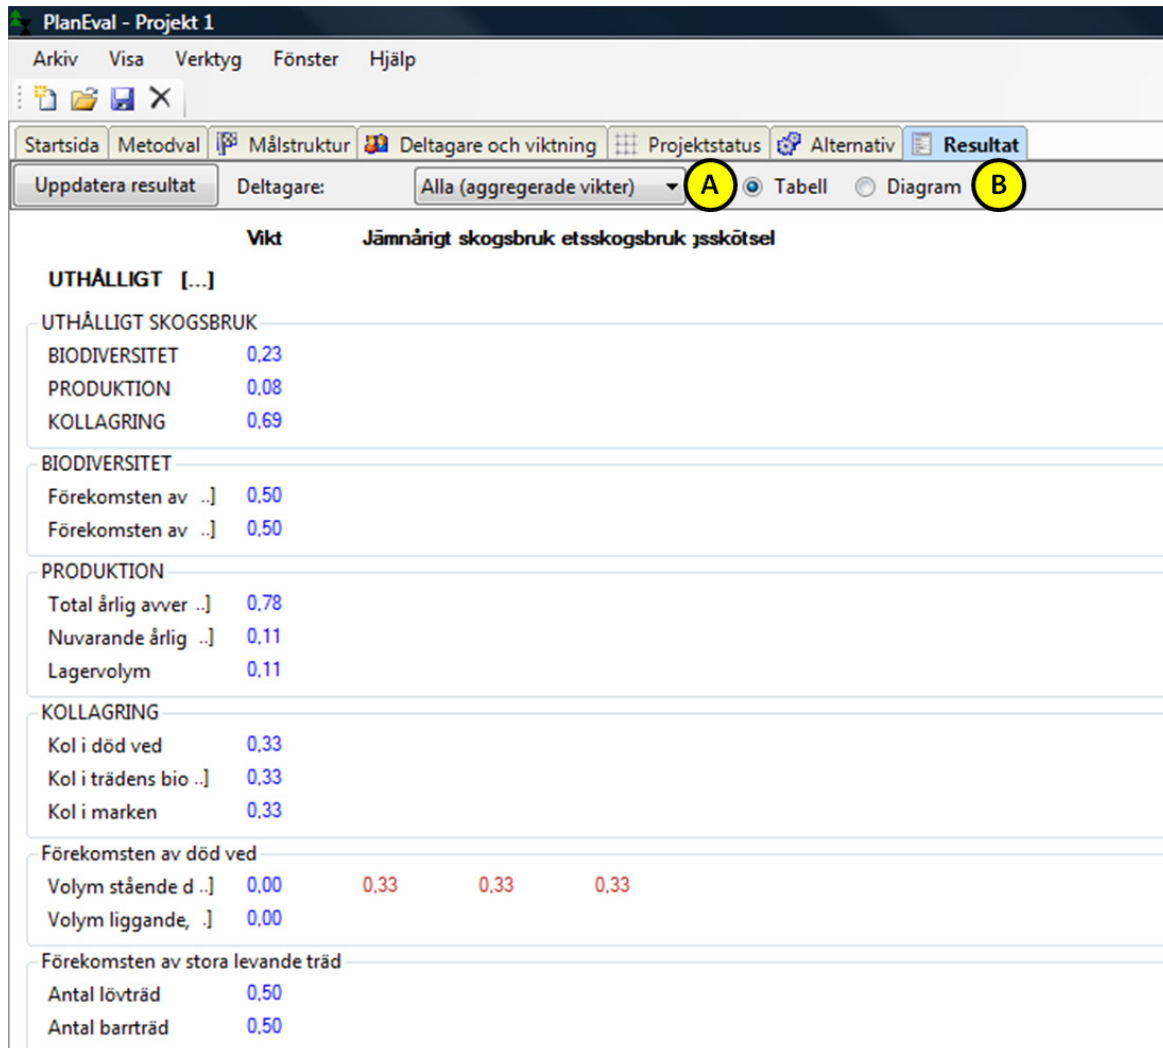 PlanEval - Projekt 1
Arkiv Visa Verktyg Fönster Hjälp
Startsida Metodval Målstruktur Deltagare och viktning Projektstatus Alternativ Resultat
Uppdatera resultat Deltagare: Alla (aggregerade vikter) A Tabell Diagram B
Vikt Jämnårigt skogsbruk etsskogsbruk gsskötsel
UTHÅLLIGT [...]
UTHÅLLIGT SKOGSBRUK
BIODIVERSITET 0,23
PRODUKTION 0,08
KOLLAGRING 0,69
BIODIVERSITET
Förekomsten av ..] 0,50
Förekomsten av ..] 0,50
PRODUKTION
Total årlig avver ..] 0,78
Nuvarande årlig ..] 0,11
Lagervolym 0,11
KOLLAGRING
Kol i död ved 0,33
Kol i trädens bio ..] 0,33
Kol i marken 0,33
Förekomsten av död ved
Volym stående d ..] 0,00 0,33 0,33 0,33
Volym liggande, .] 0,00
Förekomsten av stora levande träd
Antal lövträd 0,50
Antal barrträd 0,50